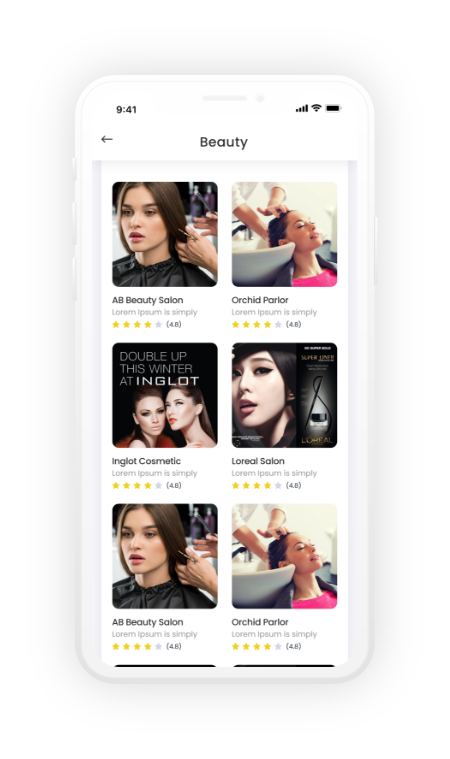 9:41
Beauty
AB Beauty Salon
Lorem Ipsum is simply
(4.8)
Orchid Parlor
Lorem Ipsum is simply
(4.8)
DOUBLE UP
THIS WINTER
AT INGLOT
SUPER LINER
L'OREAL
Inglot Cosmetic
Lorem Ipsum is simply
(4.8)
Loreal Salon
Lorem Ipsum is simply
(4.8)
AB Beauty Salon
Lorem Ipsum is simply
(4.8)
Orchid Parlor
Lorem Ipsum is simply
(4.8)